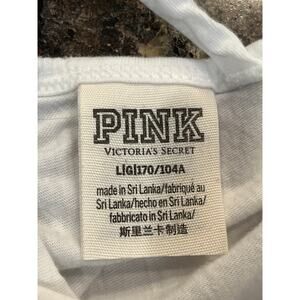 PINK
VICTORIA'S SECRET
L|G|170/104A
made in Sri Lanka/fabriqué au
Sri Lanka/hecho en Sri Lanka/
fabbricato in Sri Lanka/
斯里兰卡制造